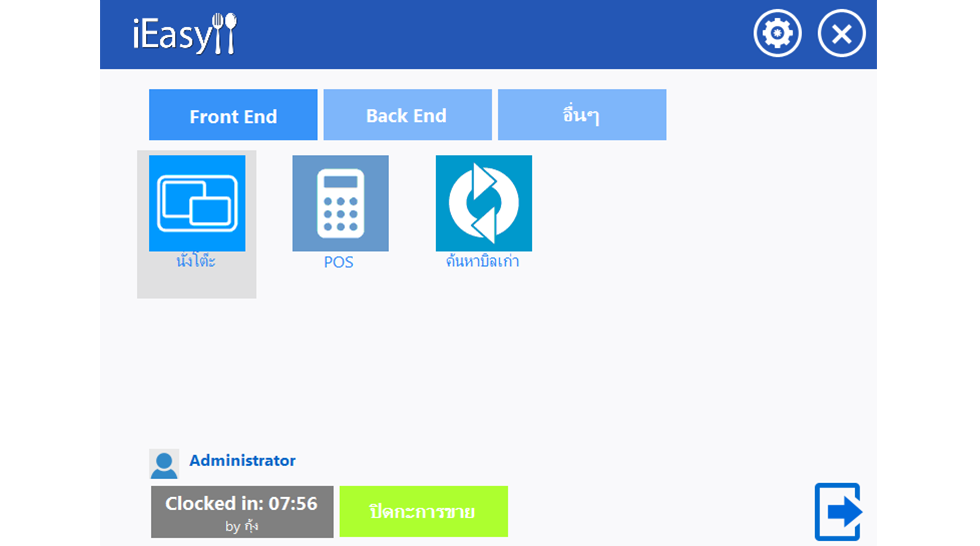 iEasy
Front End
Back End
อื่นๆ
นั่งโต๊ะ
POS
ค้นหาบิลเก่า
Administrator
Clocked in: 07:56
by กุ้ง
ปิดกะการขาย